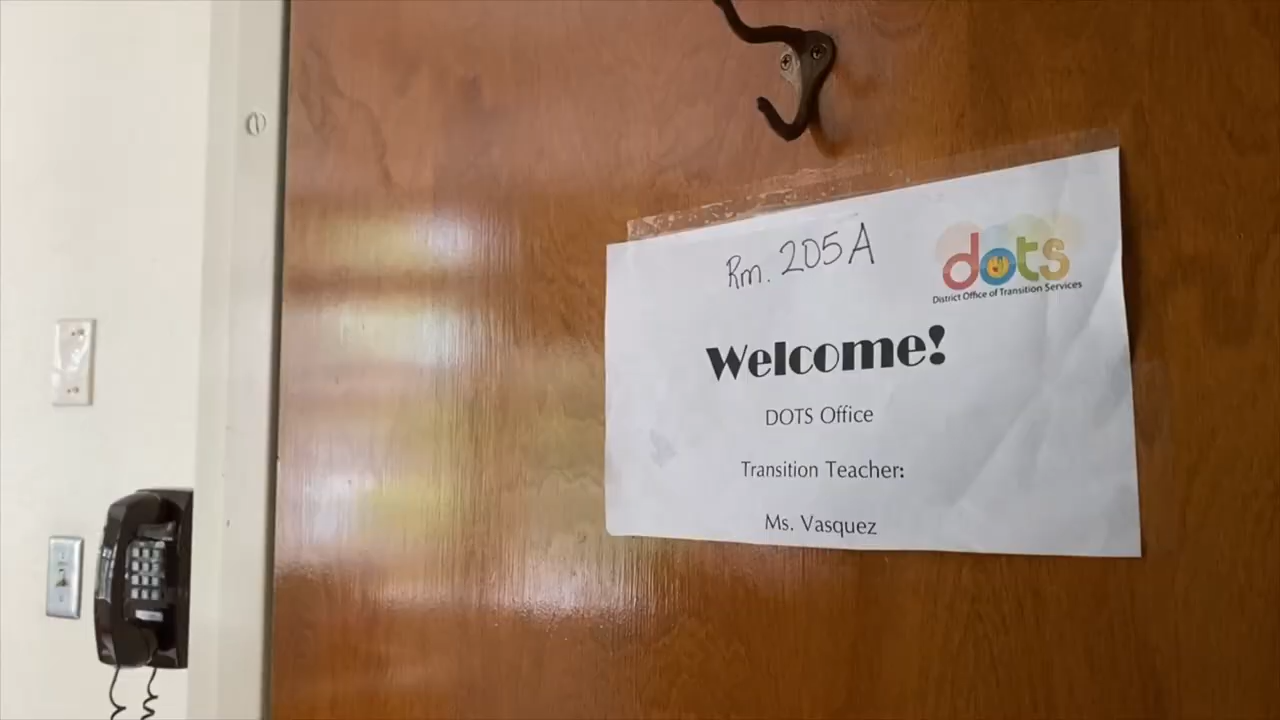 Rm. 205A
dots
District Office of Transition Services
Welcome!
DOTS Office
Transition Teacher:
Ms. Vasquez